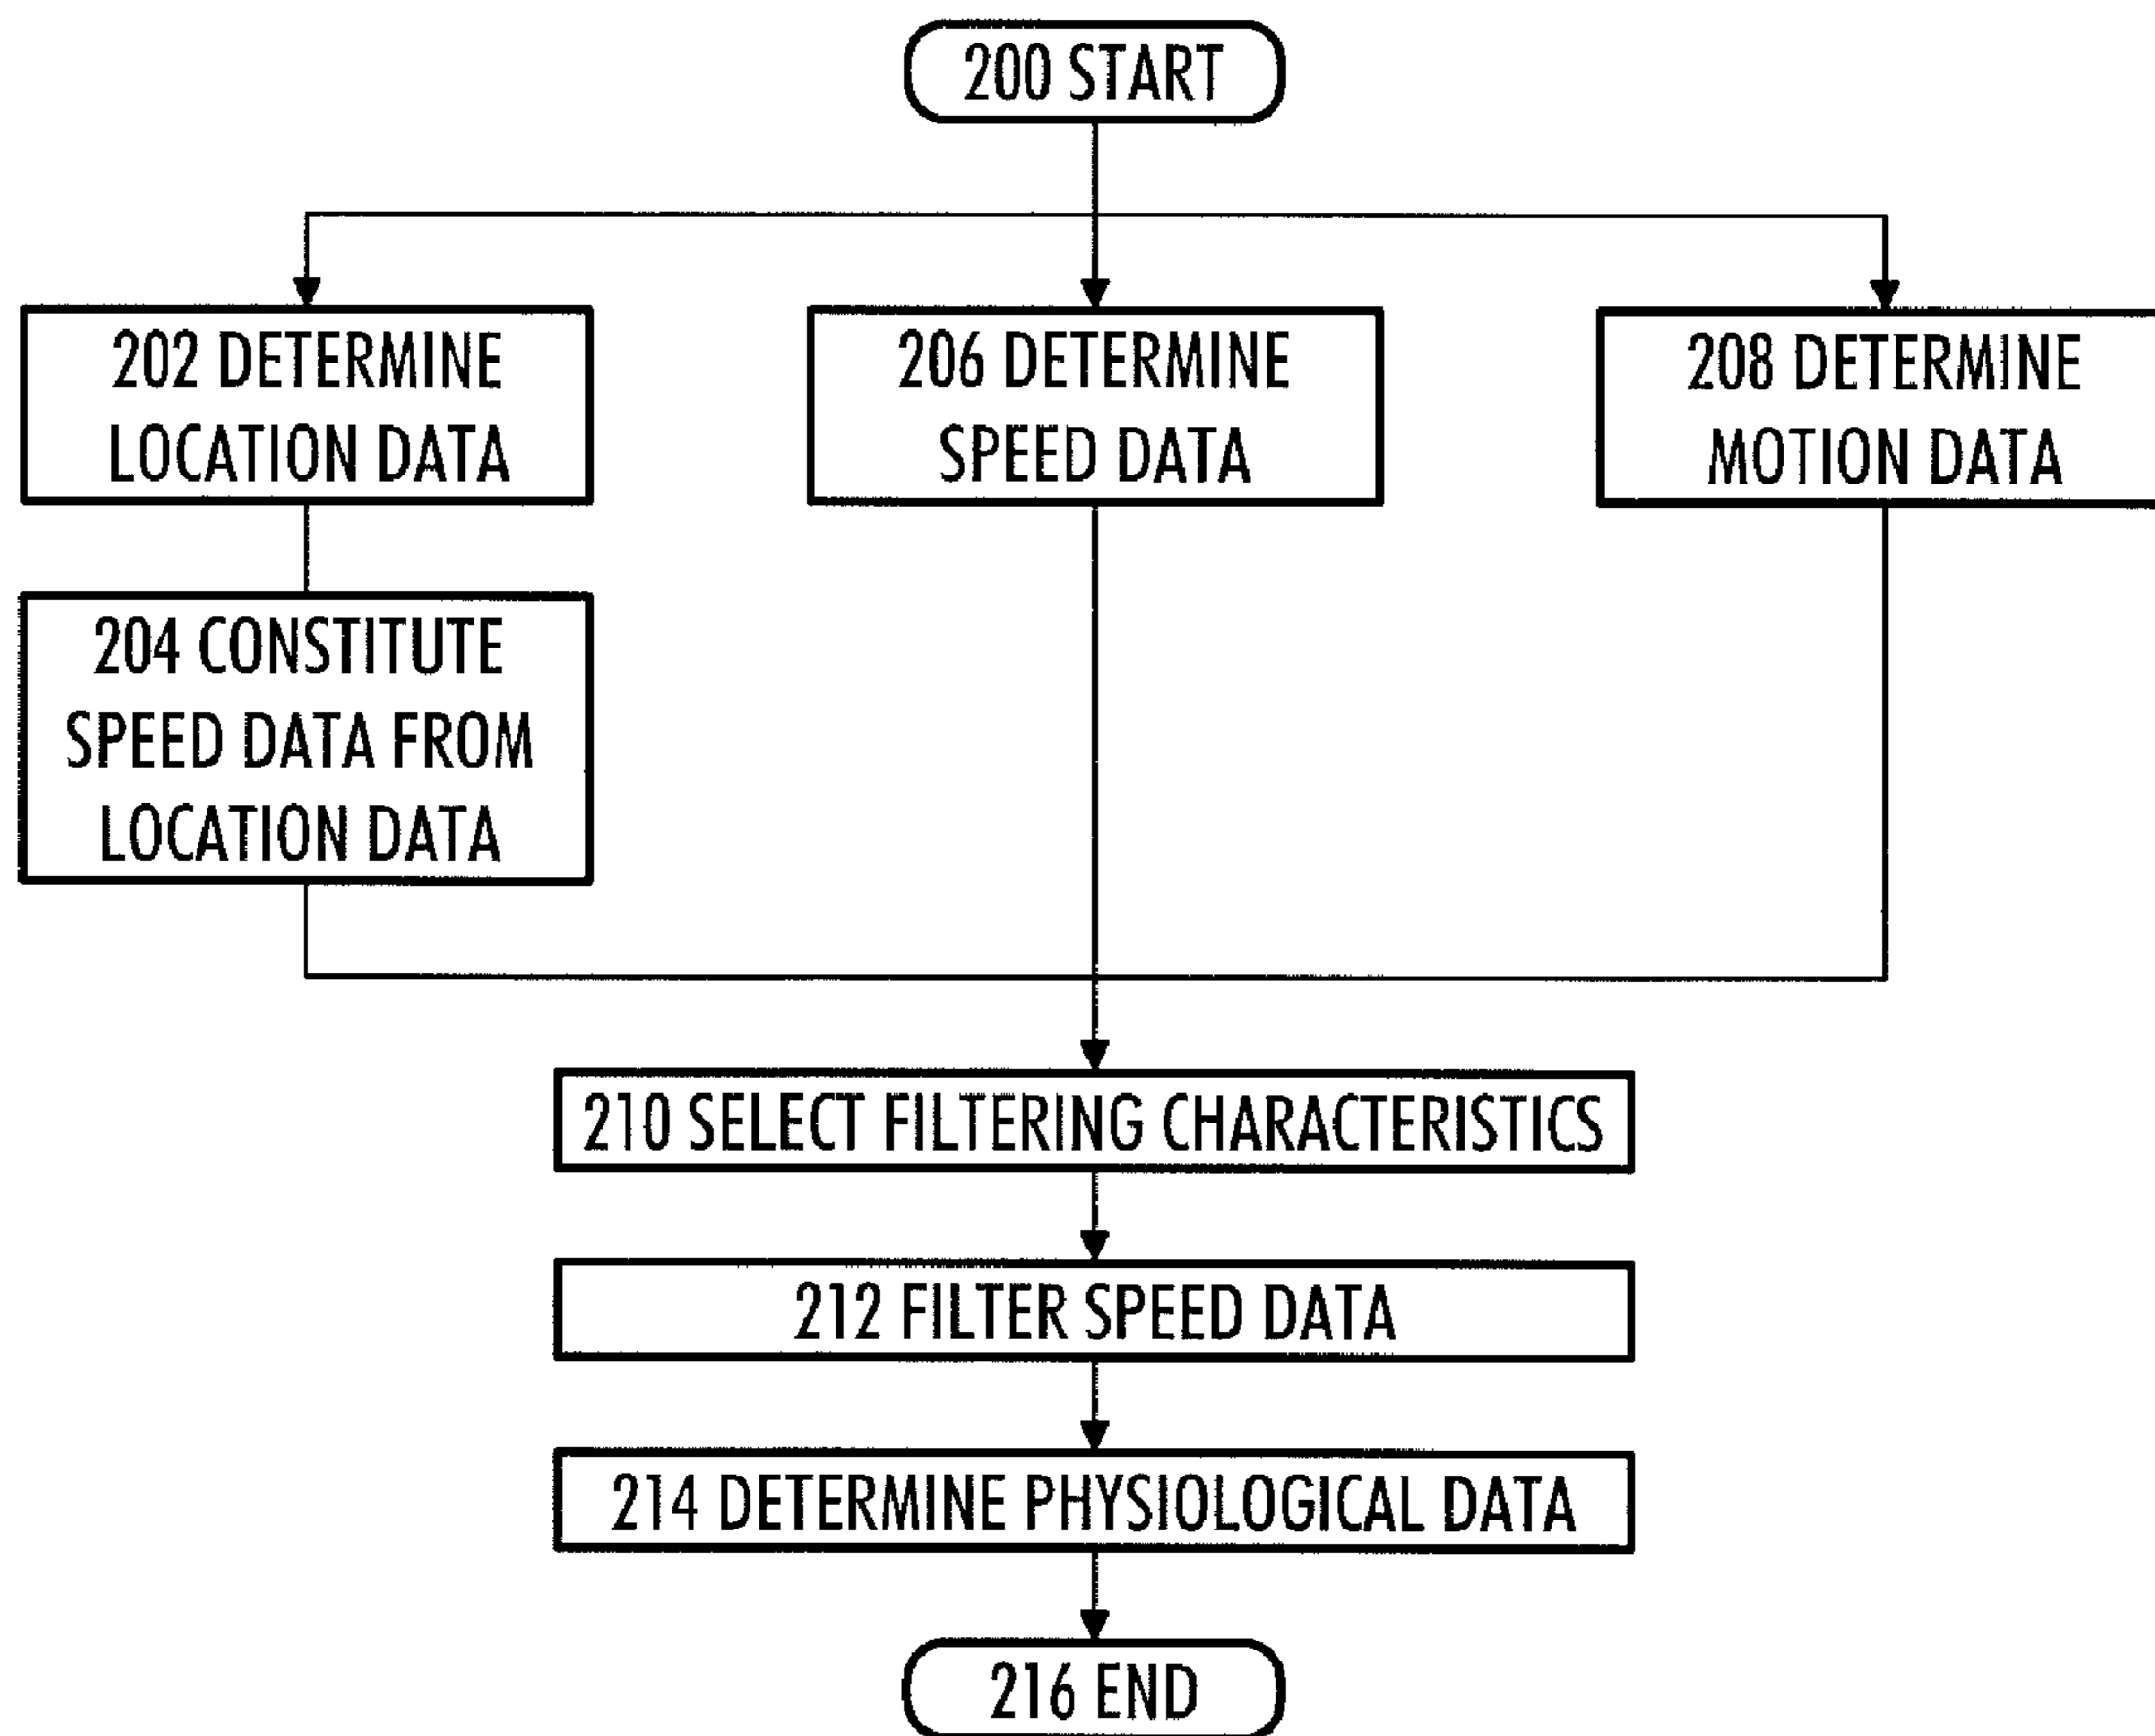 200 START
202 DETERMINE
LOCATION DATA
206 DETERMINE
SPEED DATA
208 DETERMINE
MOTION DATA
204 CONSTITUTE
SPEED DATA FROM
LOCATION DATA
210 SELECT FILTERING CHARACTERISTICS
212 FILTER SPEED DATA
214 DETERMINE PHYSIOLOGICAL DATA
216 END